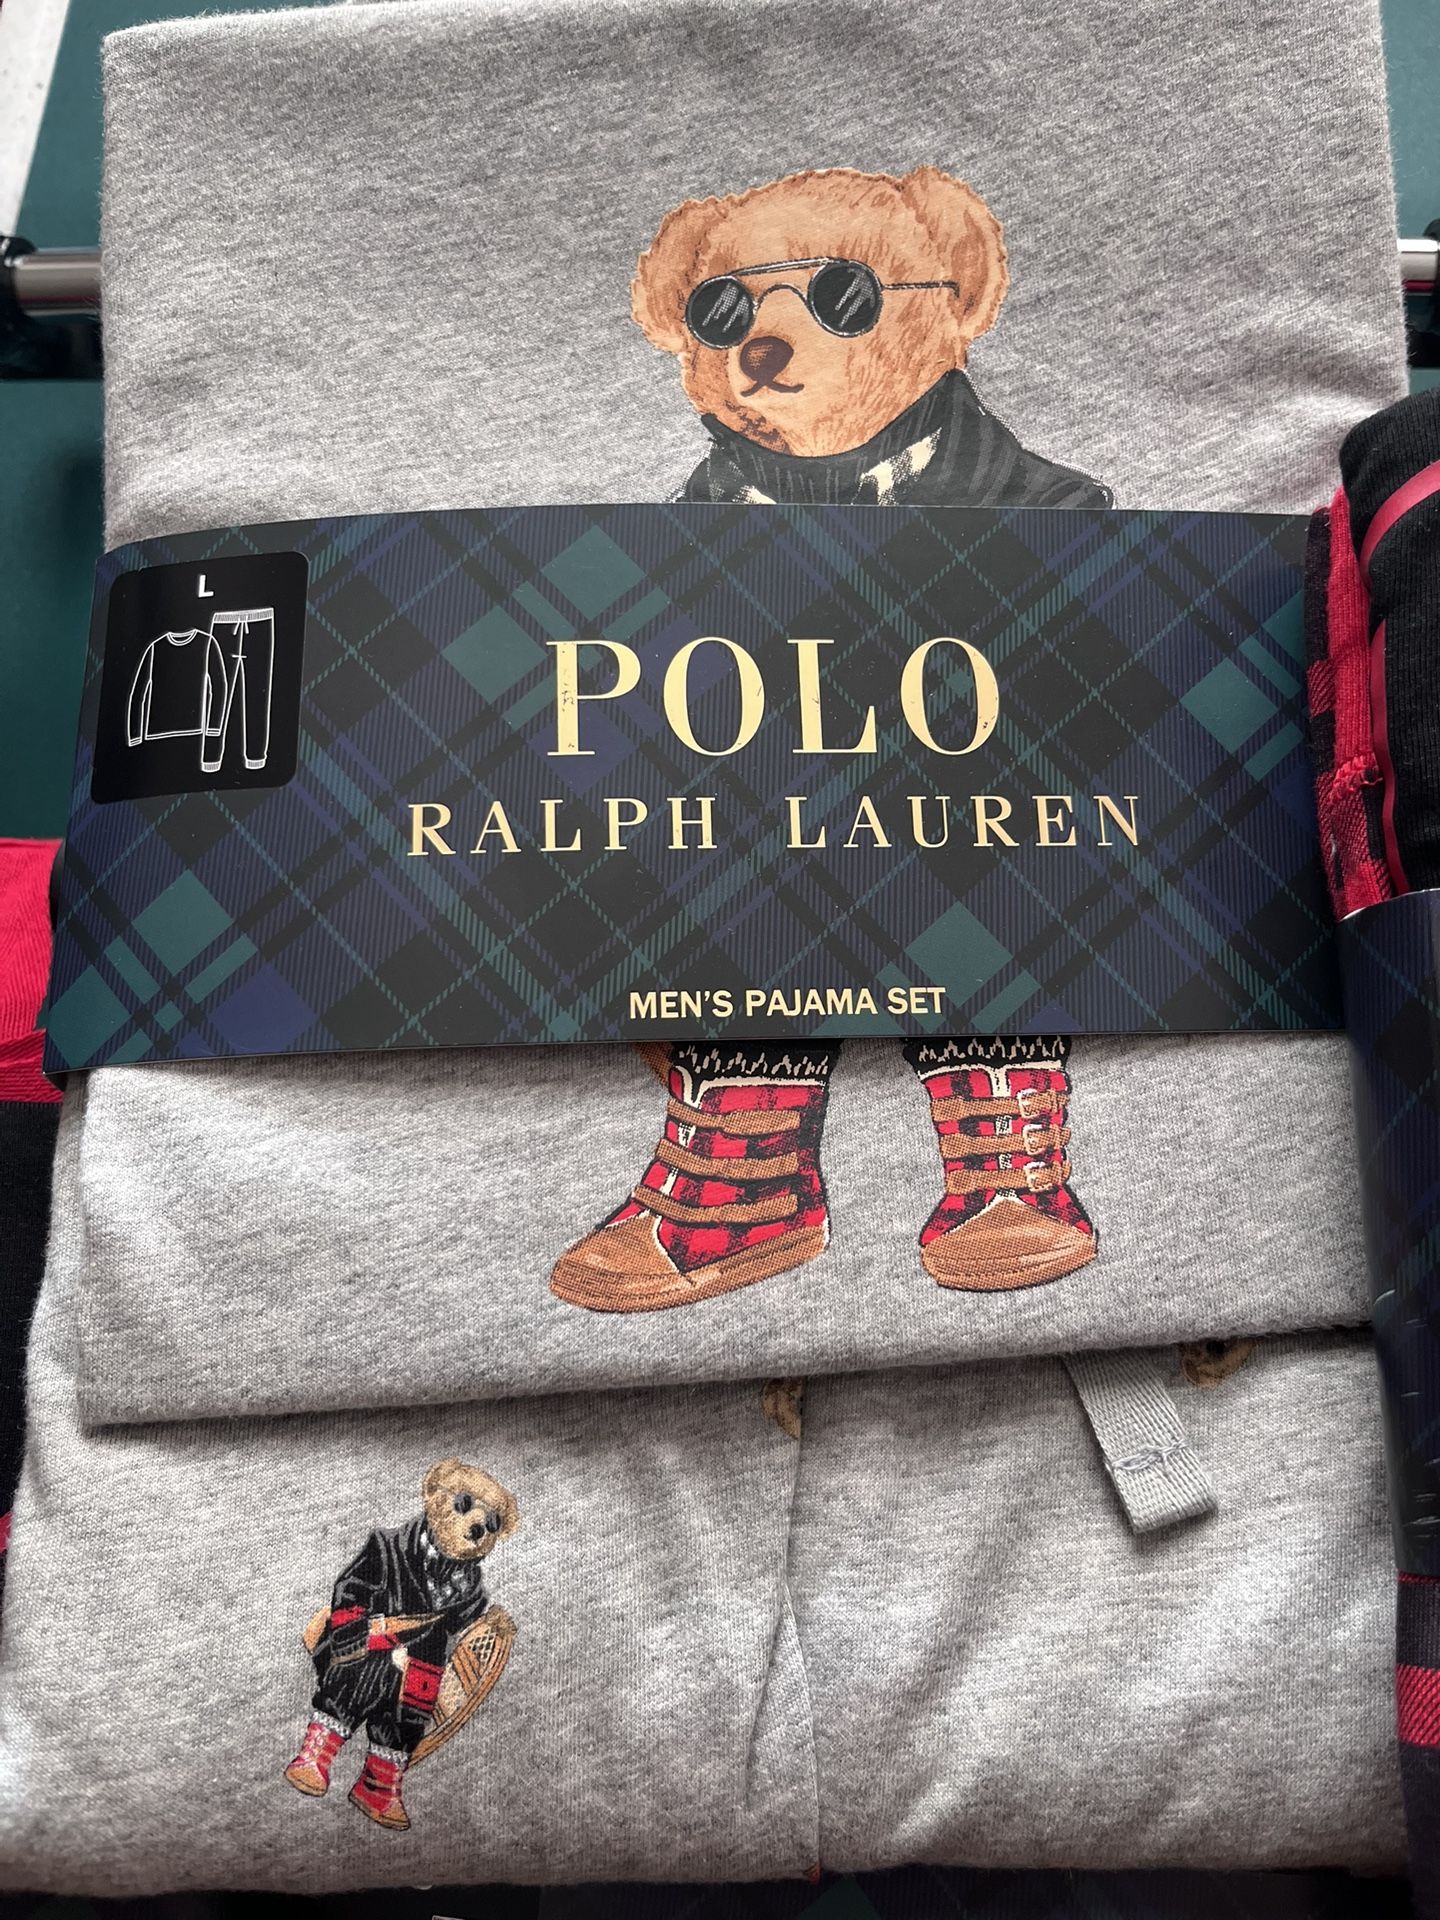 L
POLO
RALPH LAUREN
MEN'S PAJAMA SET